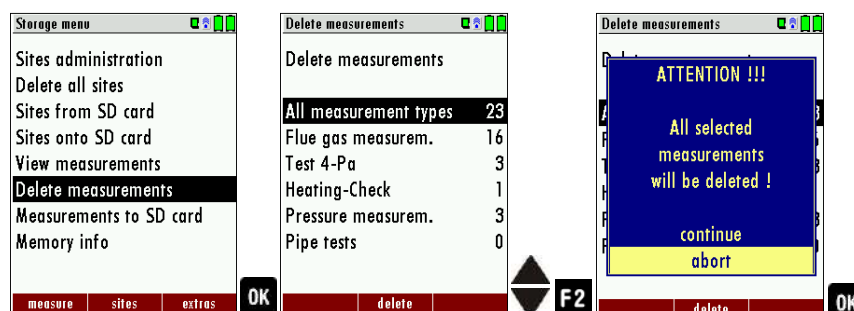 Storage menu
Sites administration
Delete all sites
Sites from SD card
Sites onto SD card
View measurements
Delete measurements
Measurements to SD card
Memory info
measure sites extras
OK
Delete measurements
Delete measurements
All measurement types 23
Flue gas measurem. 16
Test 4-Pa 3
Heating-Check 1
Pressure measurem. 3
Pipe tests 0
delete
F2
Delete measurements
ATTENTION !!!
All selected
measurements
will be deleted !
continue
abort
delete
OK